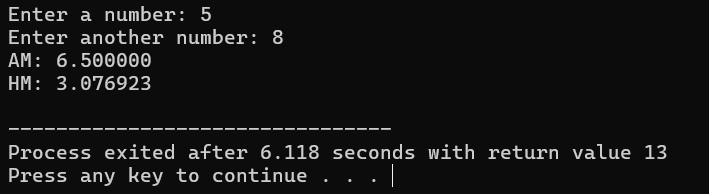 Enter a number: 5
Enter another number: 8
AM: 6.500000
HM: 3.076923
--------------------------------
Process exited after 6.118 seconds with return value 13
Press any key to continue . . .